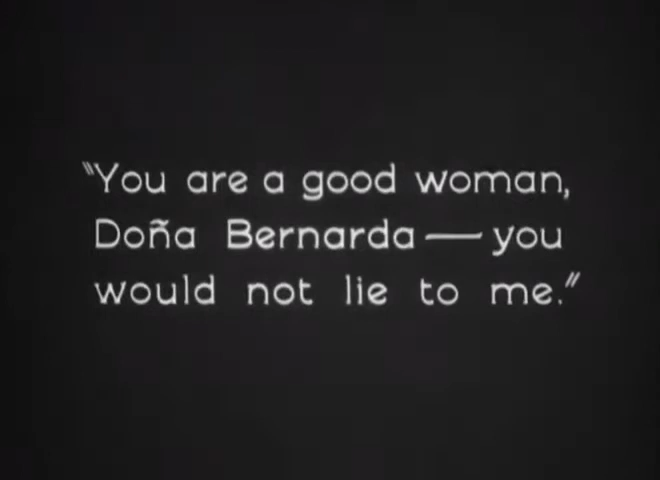 "You are a good woman,
Doña Bernarda — you
would not lie to me."